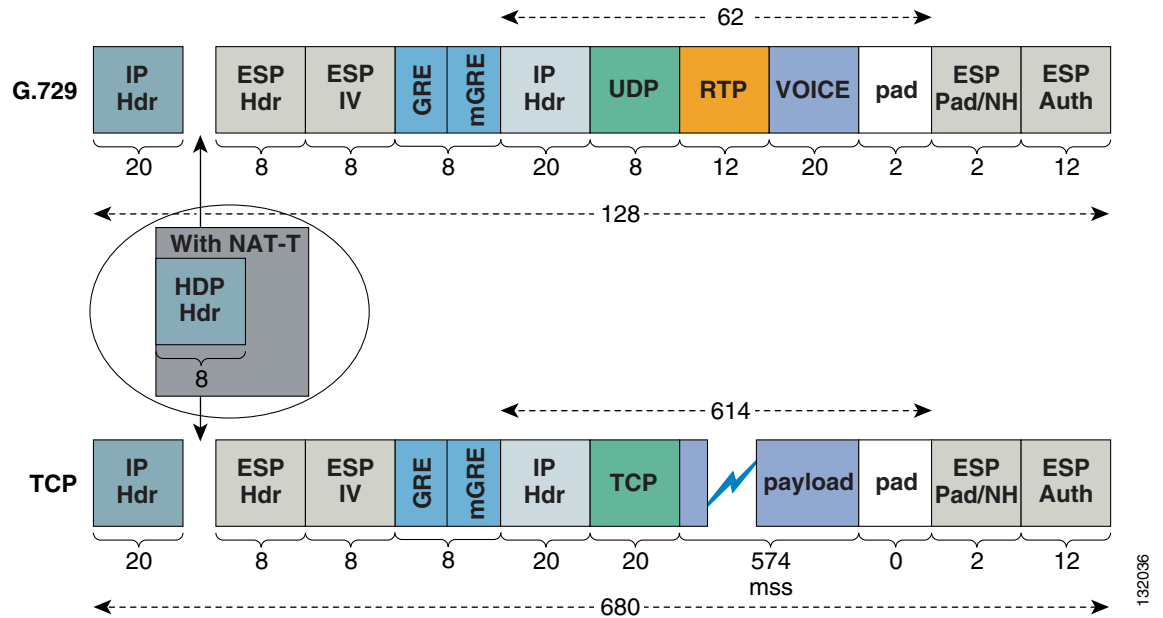 62
G.729
IP Hdr
ESP Hdr
ESP IV
GRE
mGRE
IP Hdr
UDP
RTP
VOICE
pad
ESP Pad/NH
ESP Auth
20 8 8 8 20 8 12 20 2 2 12
128
With NAT-T
HDP Hdr
8
614
TCP
IP Hdr
ESP Hdr
ESP IV
GRE
mGRE
IP Hdr
TCP
payload
pad
ESP Pad/NH
ESP Auth
20 8 8 8 20 20 574 0 2 12
mss
680
132036